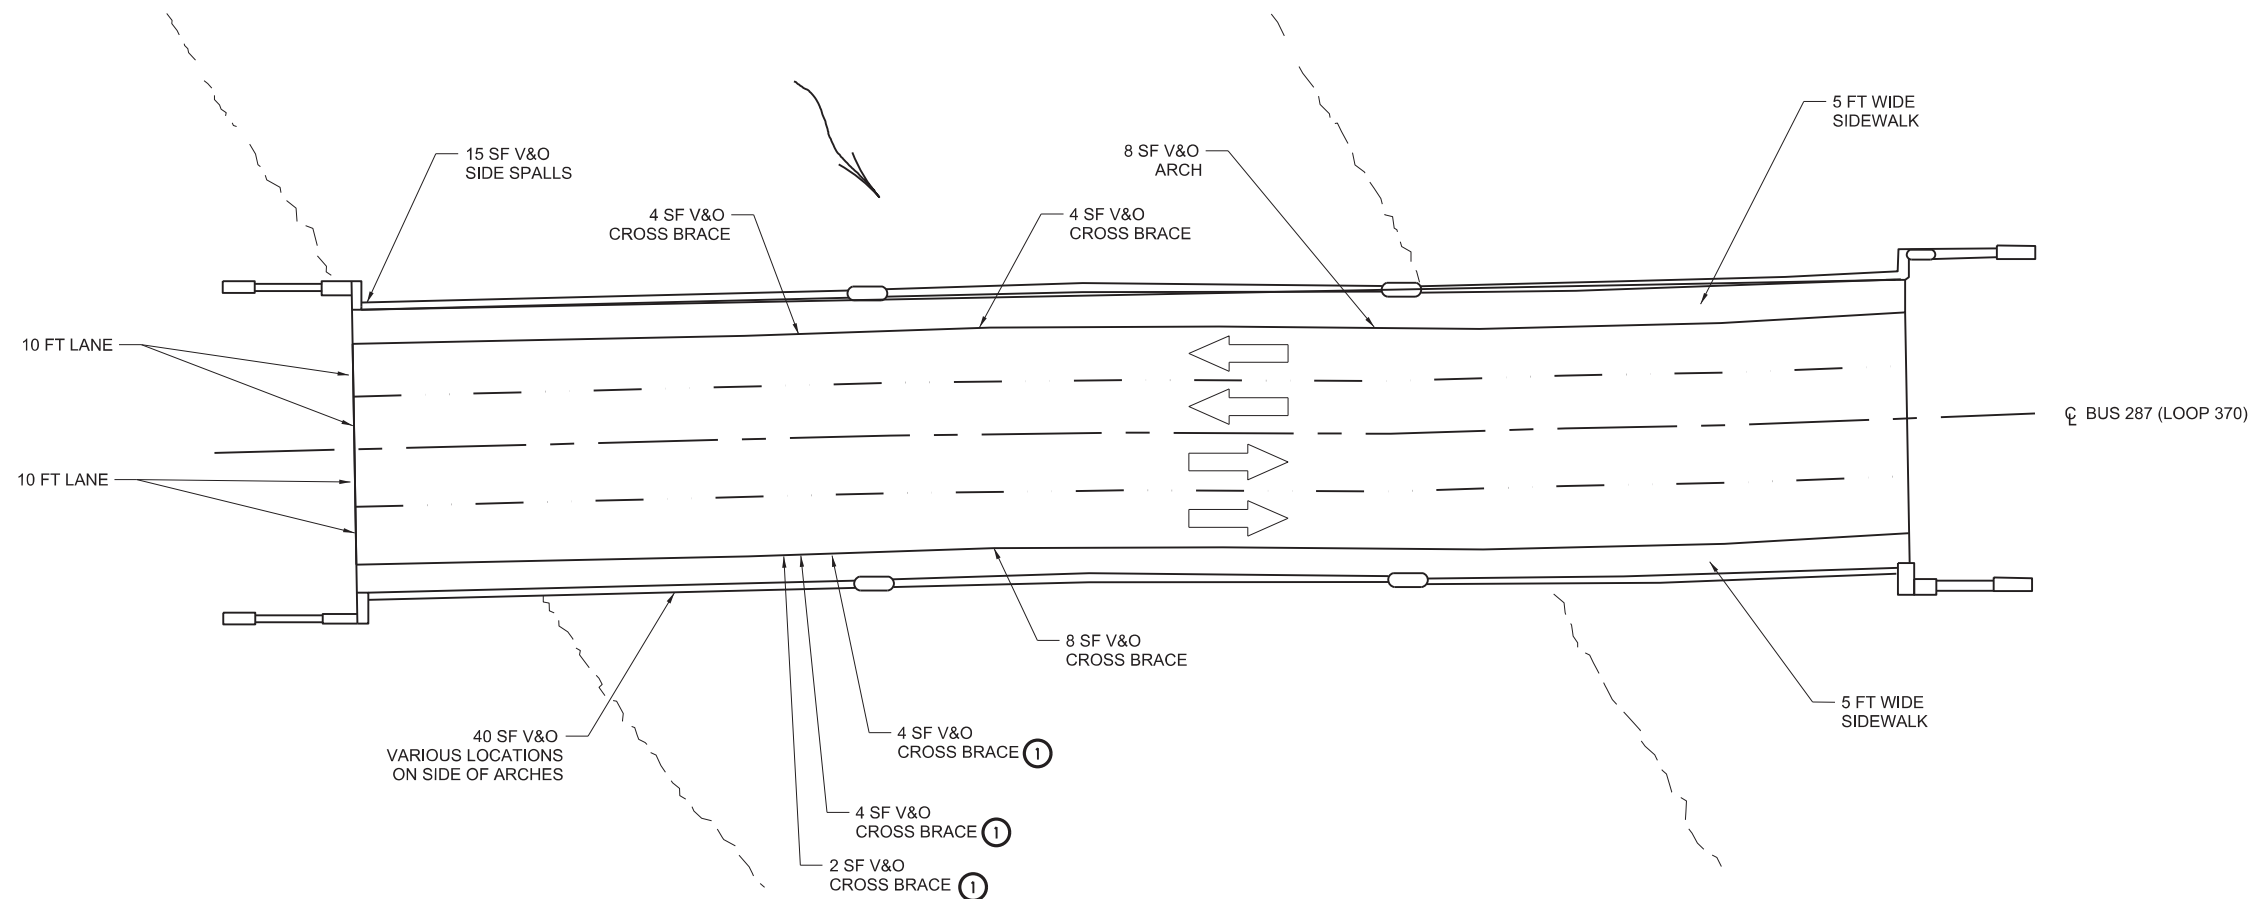 5 FT WIDE
SIDEWALK
15 SF V&O
SIDE SPALLS
8 SF V&O
ARCH
4 SF V&O
CROSS BRACE
4 SF V&O
CROSS BRACE
10 FT LANE
℄ BUS 287 (LOOP 370)
10 FT LANE
8 SF V&O
CROSS BRACE
5 FT WIDE
SIDEWALK
40 SF V&O
VARIOUS LOCATIONS
ON SIDE OF ARCHES
4 SF V&O
CROSS BRACE 1
4 SF V&O
CROSS BRACE 1
2 SF V&O
CROSS BRACE 1